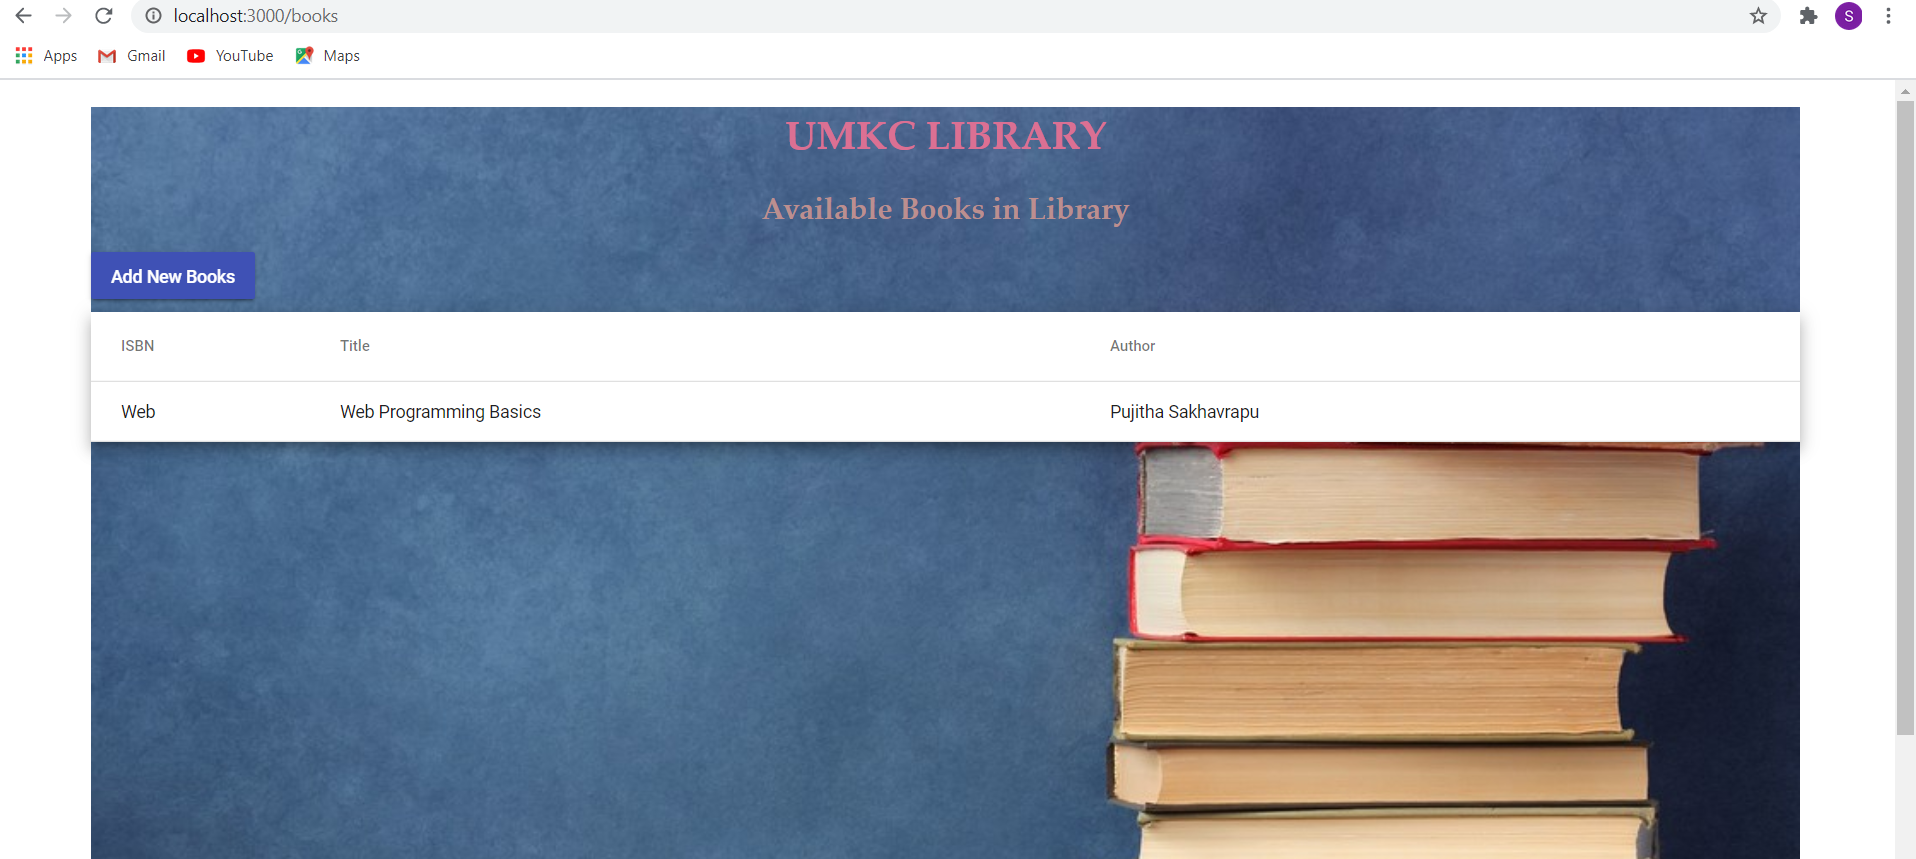 localhost:3000/books
S
Apps Gmail YouTube Maps
UMKC LIBRARY
Available Books in Library
Add New Books
ISBN Title Author
Web Web Programming Basics Pujitha Sakhavrapu